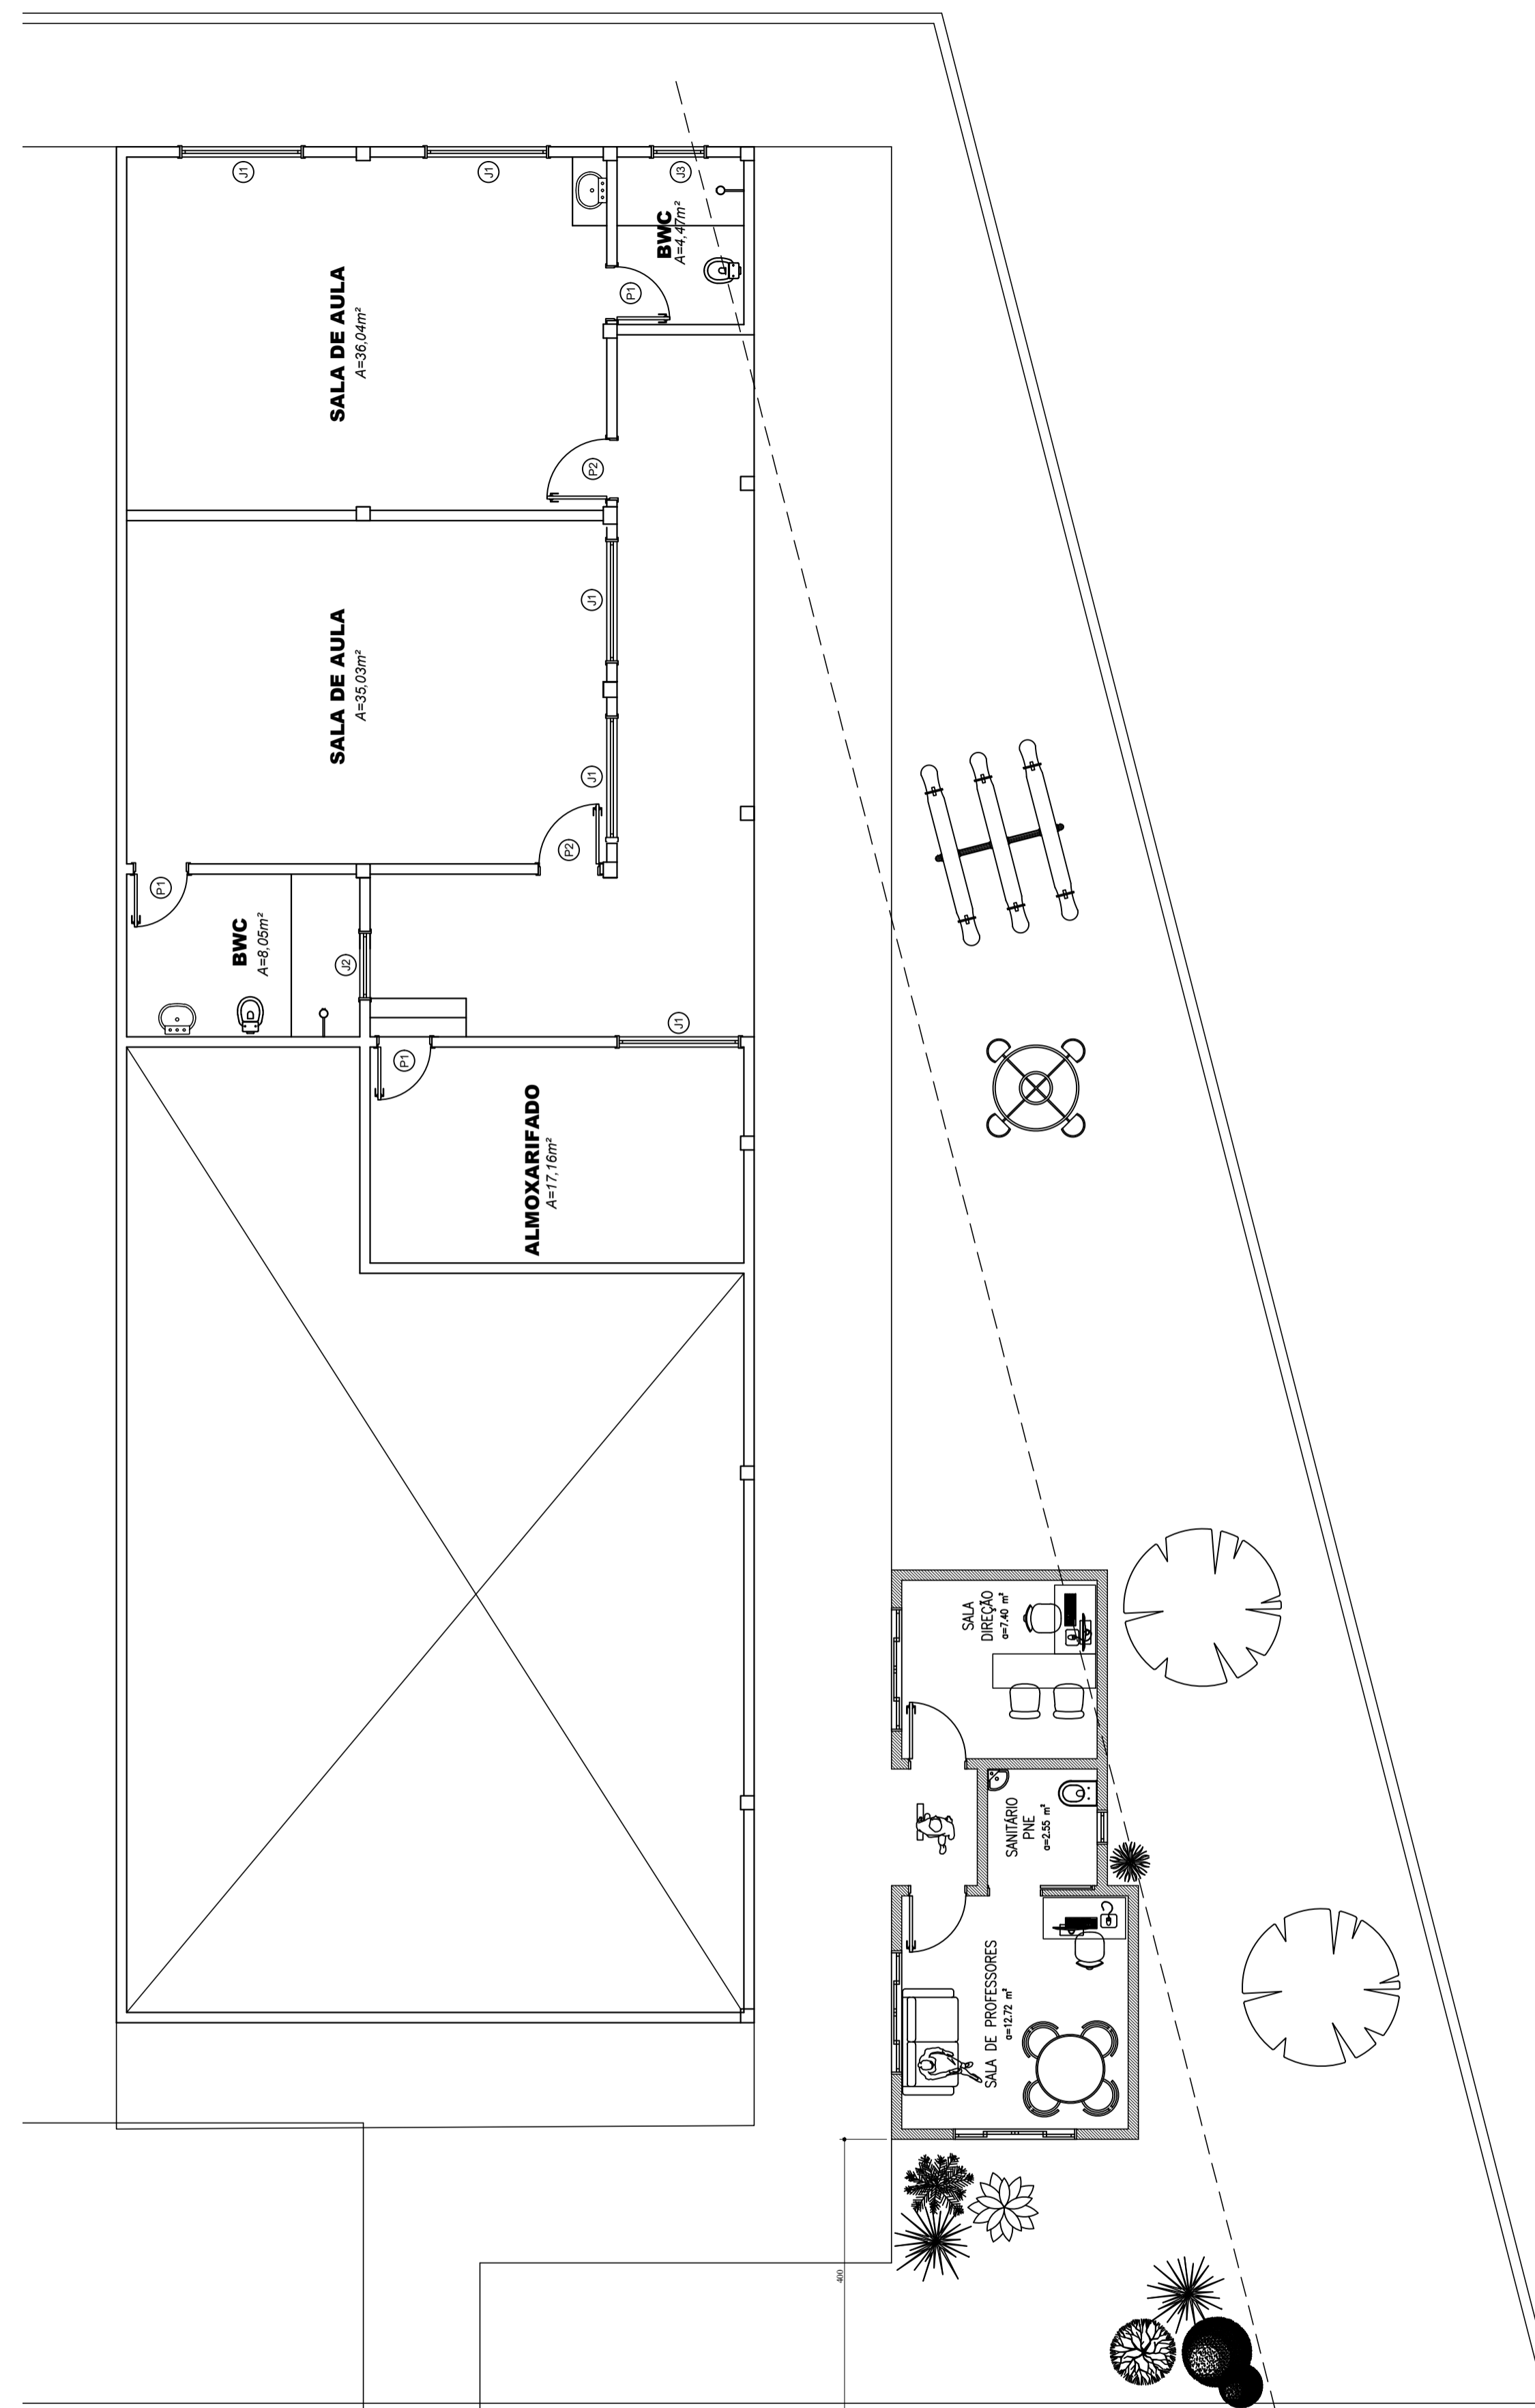 J1
J1
J3
BWC
A=4,47m²
P1
SALA DE AULA
A=36,04m²
P2
J1
SALA DE AULA
A=35,03m²
J1
P2
P1
BWC
A=8,05m²
J2
J1
P1
ALMOXARIFADO
A=17,16m²
SALA
DIREÇÃO
a=7.40 m²
SANITÁRIO
PNE
a=2.55 m²
SALA DE PROFESSORES
a=12.72 m²
400